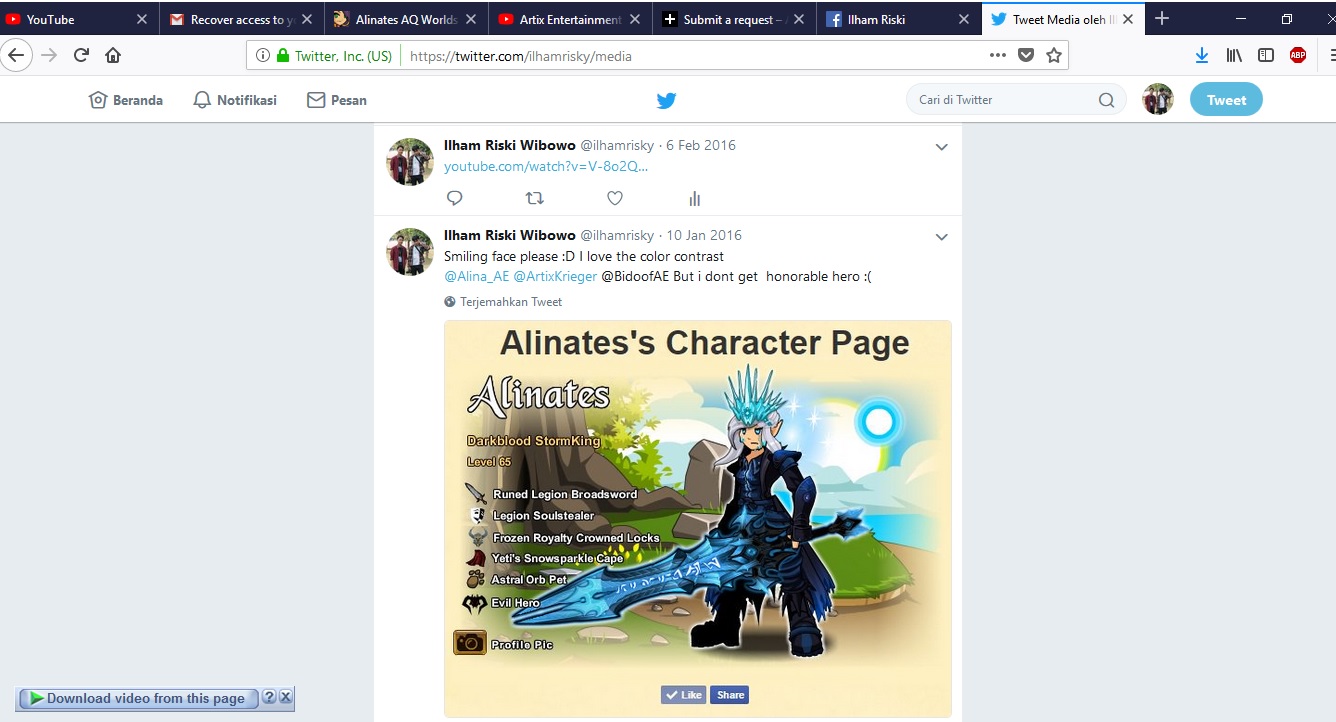 YouTube
Recover access to y
Alinates AQ Worlds
Artix Entertainment
Submit a request –
Ilham Riski
Tweet Media oleh Il
Twitter, Inc. (US)
https://twitter.com/ilhamrisky/media
ABP
Beranda
Notifikasi
Pesan
Cari di Twitter
Tweet
Ilham Riski Wibowo @ilhamrisky · 6 Feb 2016
youtube.com/watch?v=V-8o2Q...
Ilham Riski Wibowo @ilhamrisky · 10 Jan 2016
Smiling face please :D I love the color contrast
@Alina_AE @ArtixKrieger @BidoofAE But i dont get honorable hero :(
Terjemahkan Tweet
Alinates's Character Page
Alinates
Darkblood StormKing
Level 65
Runed Legion Broadsword
Legion Soulstealer
Frozen Royalty Crowned Locks
Yeti's Snowsparkle Cape
Astral Orb Pet
Evil Hero
Profile Pic
Like
Share
Download video from this page
? X